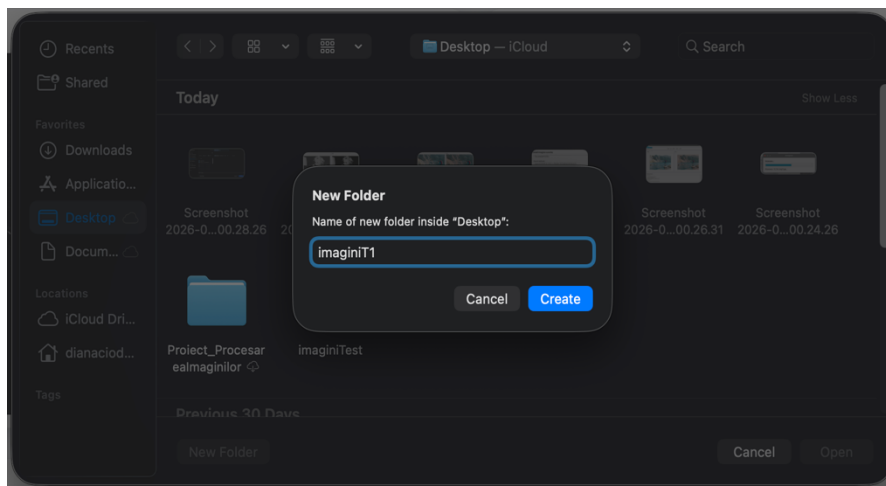 Recents
Shared
Favorites
Downloads
Applicatio...
Desktop
Docum...
Locations
iCloud Dri...
dianaciod...
Tags
Desktop — iCloud
Search
Today
Show Less
Screenshot
2026-0...00.28.26
Screenshot
2026-0...00.26.31
Screenshot
2026-0...00.24.26
New Folder
Name of new folder inside “Desktop”:
imaginiT1
Cancel
Create
Proiect_Procesar
eaImaginilor
imaginiTest
Previous 30 Days
New Folder
Cancel
Open